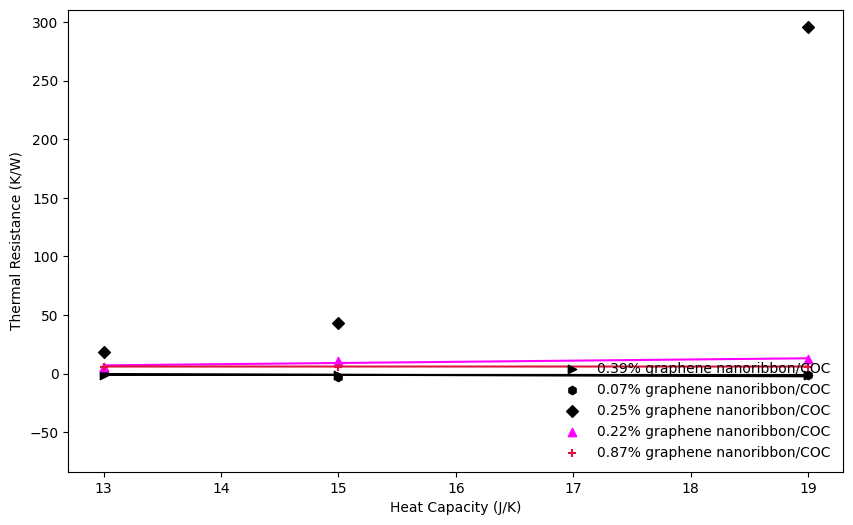 300
250
200
150
100
50
0
−50
Thermal Resistance (K/W)
0.39% graphene nanoribbon/COC
0.07% graphene nanoribbon/COC
0.25% graphene nanoribbon/COC
0.22% graphene nanoribbon/COC
0.87% graphene nanoribbon/COC
13 14 15 16 17 18 19
Heat Capacity (J/K)